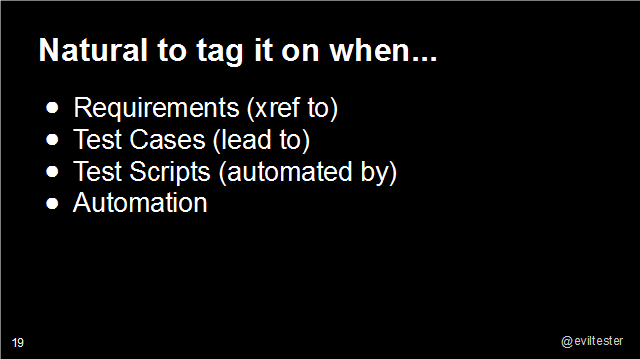 Natural to tag it on when...
● Requirements (xref to)
● Test Cases (lead to)
● Test Scripts (automated by)
● Automation
19
@eviltester